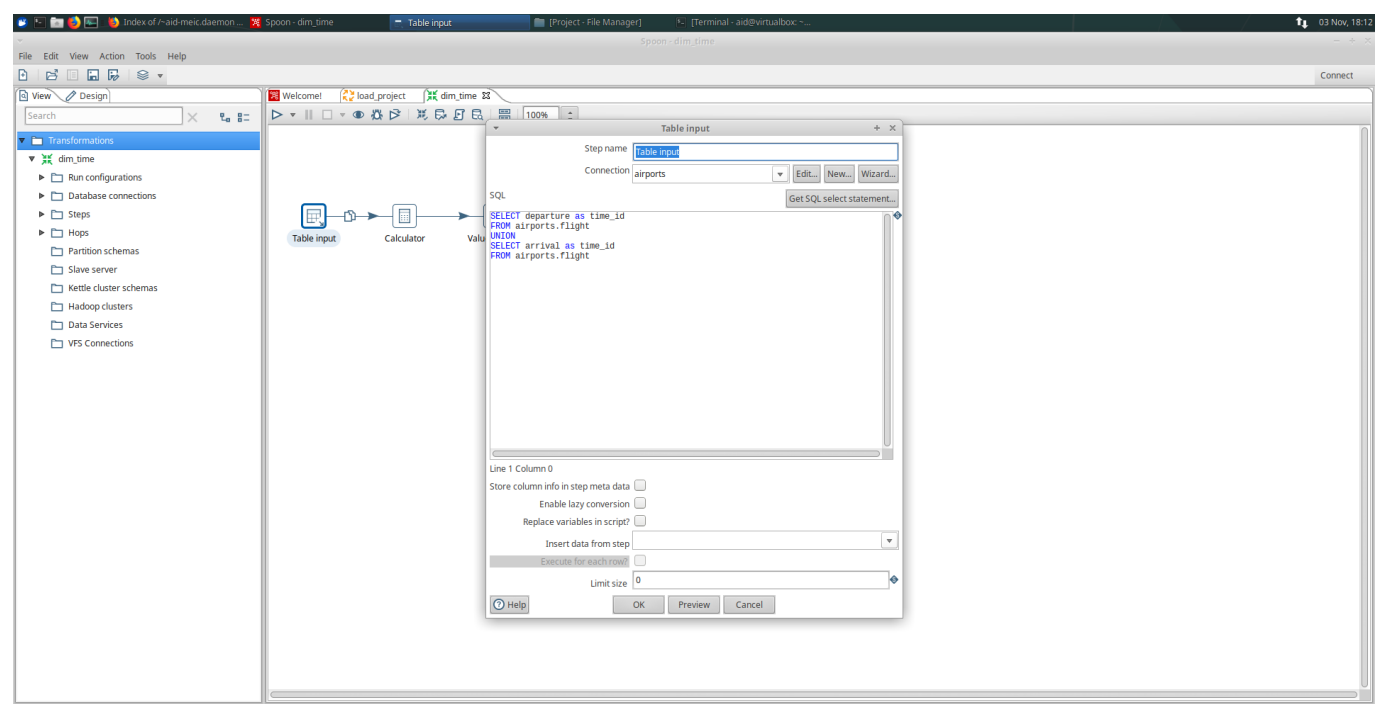 Index of /~aid-meic.daemon ...
Spoon - dim_time
Table input
[Project - File Manager]
[Terminal - aid@virtualbox: ~...
03 Nov, 18:12
Spoon - dim_time
File Edit View Action Tools Help
Connect
View Design
Welcome! load_project dim_time
Search
100%
Transformations
dim_time
Run configurations
Database connections
Steps
Hops
Partition schemas
Slave server
Kettle cluster schemas
Hadoop clusters
Data Services
VFS Connections
Table input
Calculator
Valu
Table input
Step name Table input
Connection airports Edit... New... Wizard...
SQL Get SQL select statement...
SELECT departure as time_id
FROM airports.flight
UNION
SELECT arrival as time_id
FROM airports.flight
Line 1 Column 0
Store column info in step meta data
Enable lazy conversion
Replace variables in script?
Insert data from step
Execute for each row?
Limit size 0
Help OK Preview Cancel